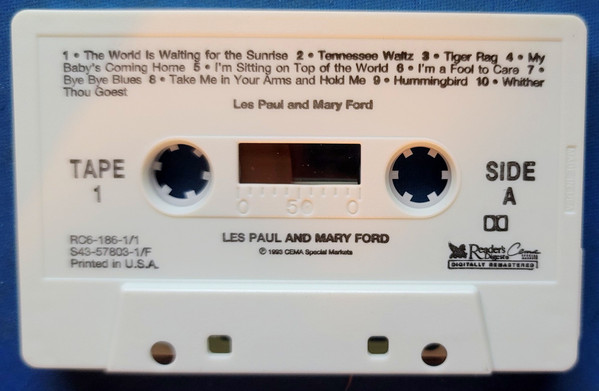 1 • The World Is Waiting for the Sunrise 2 • Tennessee Waltz 3 • Tiger Rag 4 • My
Baby's Coming Home 5 • I'm Sitting on Top of the World 6 • I'm a Fool to Care 7 •
Bye Bye Blues 8 • Take Me in Your Arms and Hold Me 9 • Hummingbird 10 • Whither
Thou Goest
Les Paul and Mary Ford
TAPE
1
SIDE
A
0 50 0
RC6-186-1/1
S43-57803-1/F
Printed in U.S.A.
LES PAUL AND MARY FORD
℗ 1993 CEMA Special Markets
Reader's
Digest
Cema
DIGITALLY REMASTERED